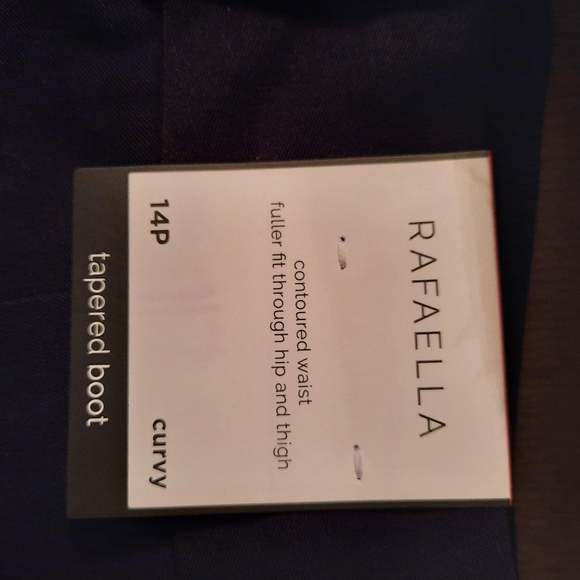 RAFAELLA
contoured waist
fuller fit through hip and thigh
14P curvy
tapered boot